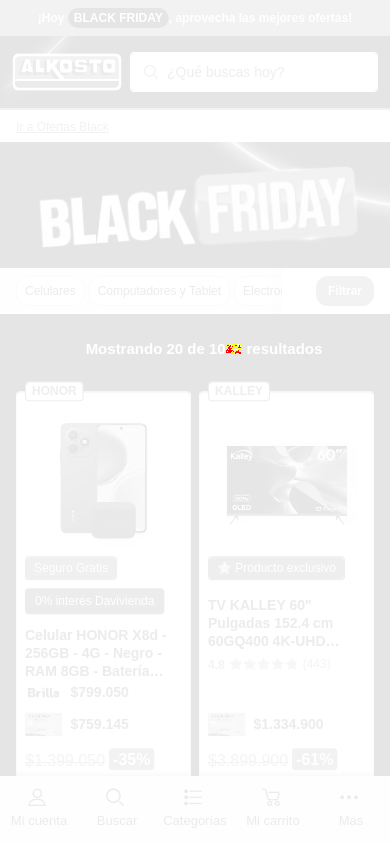 ¡Hoy BLACK FRIDAY, aprovecha las mejores ofertas!
ALKOSTO
¿Qué buscas hoy?
Ir a Ofertas Black
BLACK FRIDAY
Celulares
Computadores y Tablet
Filtrar
Mostrando 20 de resultados
HONOR
KALLEY
Kalley
60"
QLED
Seguro Gratis
Producto exclusivo
0% interés Davivienda
Celular HONOR X8d -
256GB - 4G - Negro -
RAM 8GB - Batería...
TV KALLEY 60"
Pulgadas 152.4 cm
60GQ400 4K-UHD...
4.8 (443)
Brilla $799.050
$759.145
$1.334.900
$1.399.050 -35%
$3.899.900 -61%
Mi cuenta
Buscar
Categorías
Mi carrito
Más